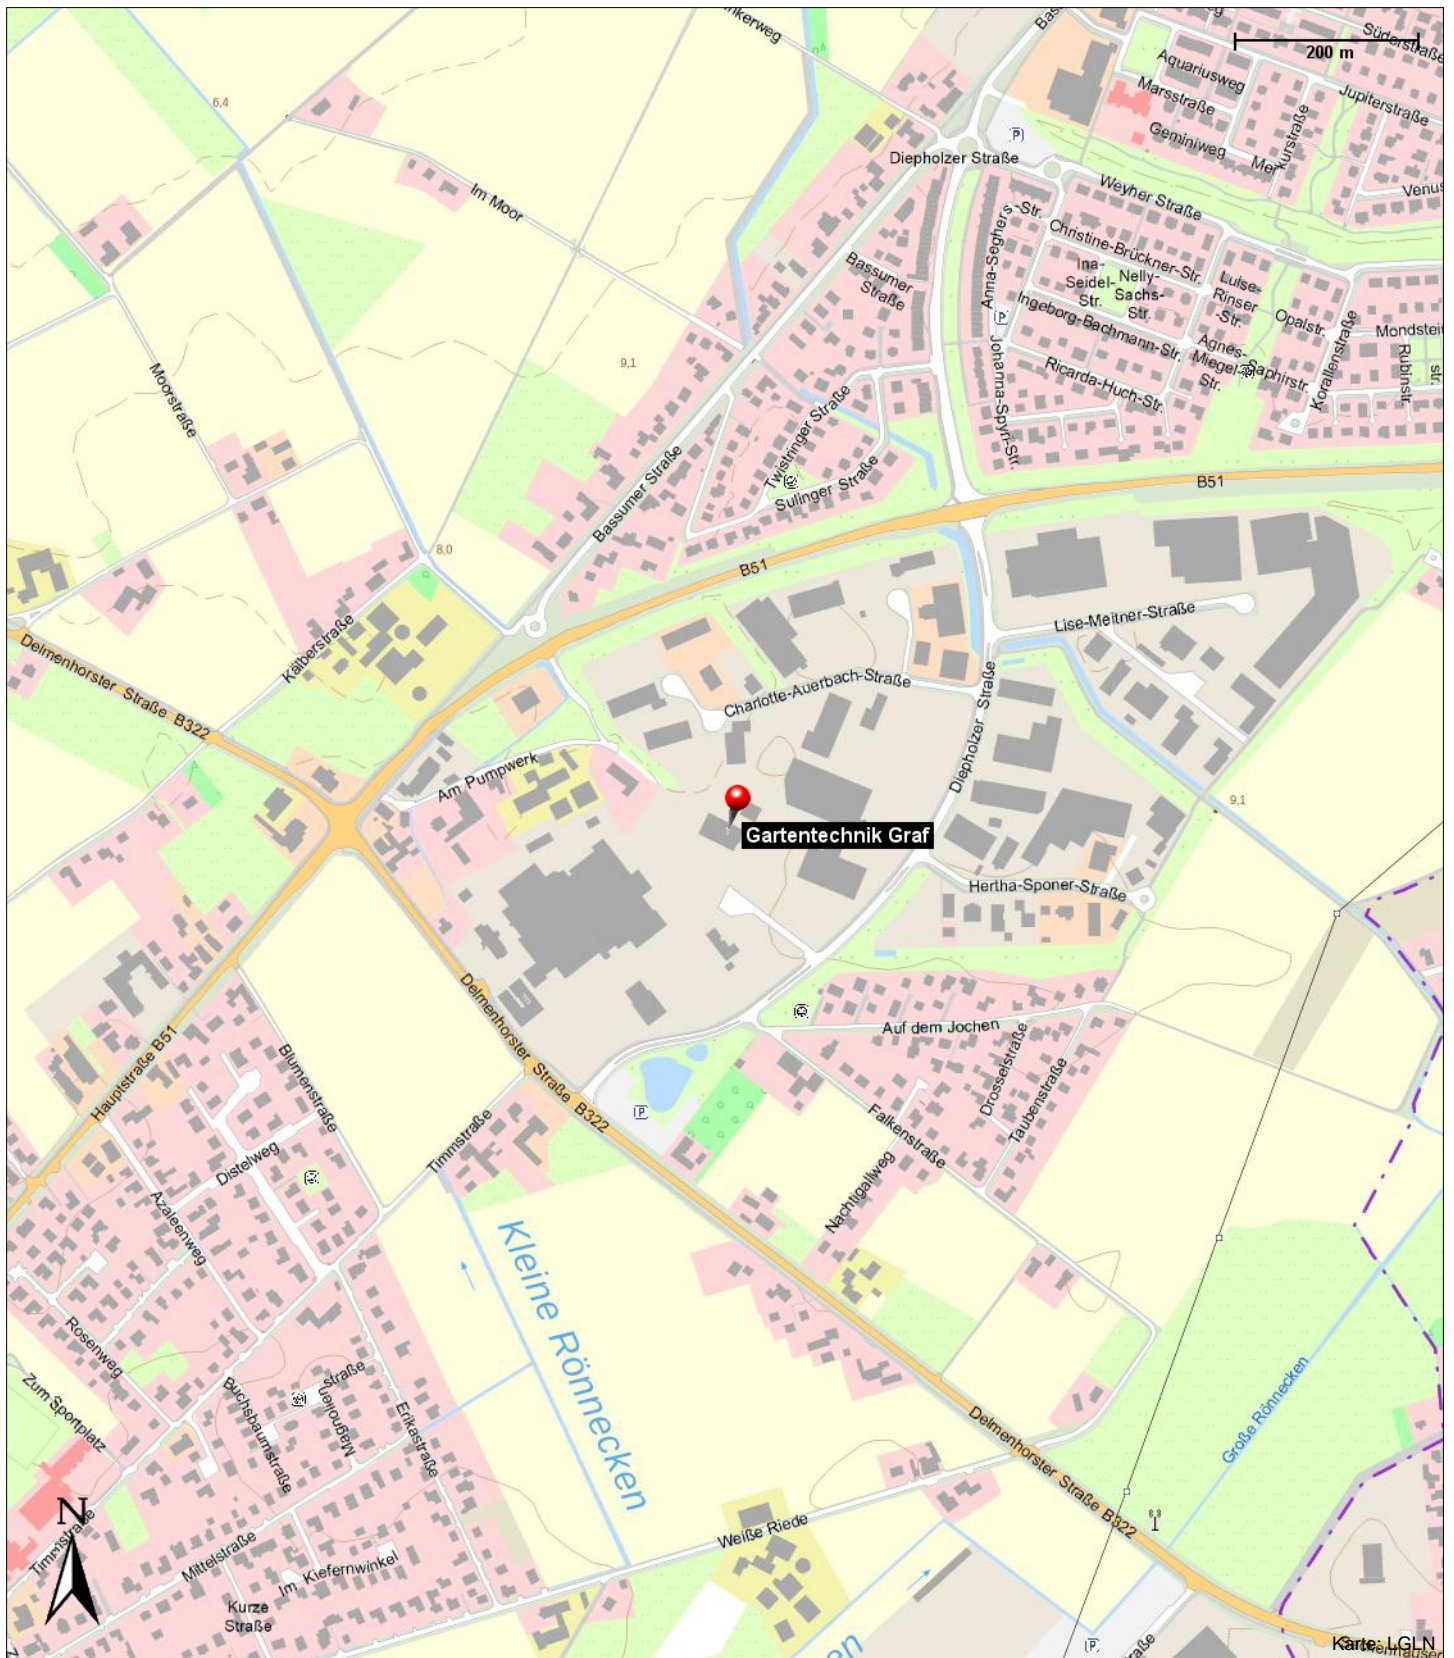 Süderstraße
200 m
Aquariusweg
Marsstraße
Jupiterstraße
Geminiweg
6,4
Diepholzer Straße
Im Moor
Weyher Straße
Venus
Christine-Brückner-Str.
Bassumer
Straße
Anna-Seghers-Str.
Ina-
Seidel-
Str.
Nelly-
Sachs-
Str.
Luise-
Rinser
-Str.
Opalstr.
Ingeborg-Bachmann-Str.
Mondstein
Agnes-
Miegel-
Str.
Saphirstr.
Korallenstraße
Rubinstr.
str.
Johanna-Spyri-Str.
Ricarda-Huch-Str.
9,1
Moorstraße
Twistringer Straße
Bassumer Straße
Sulinger Straße
B51
8,0
B51
Kälberstraße
Lise-Meitner-Straße
Delmenhorster Straße B322
Charlotte-Auerbach-Straße
Diepholzer Straße
Am Pumpwerk
9,1
Gartentechnik Graf
Hertha-Sponer-Straße
Delmenhorster Straße B322
Auf dem Jochen
Hauptstraße B51
Blumenstraße
Drosselstraße
Taubenstraße
Timmstraße
Falkenstraße
Distelweg
Nachtigallweg
Azaleenweg
Kleine Rönnecken
Rosenweg
Zum Sportplatz
Buchsbaumstraße
Magnolien
straße
Erikastraße
Große Rönnecken
Delmenhorster Straße B322
N
Timmstraße
Weiße Riede
Mittelstraße
Im Kiefernwinkel
Kurze
Straße
Karte: LGLN